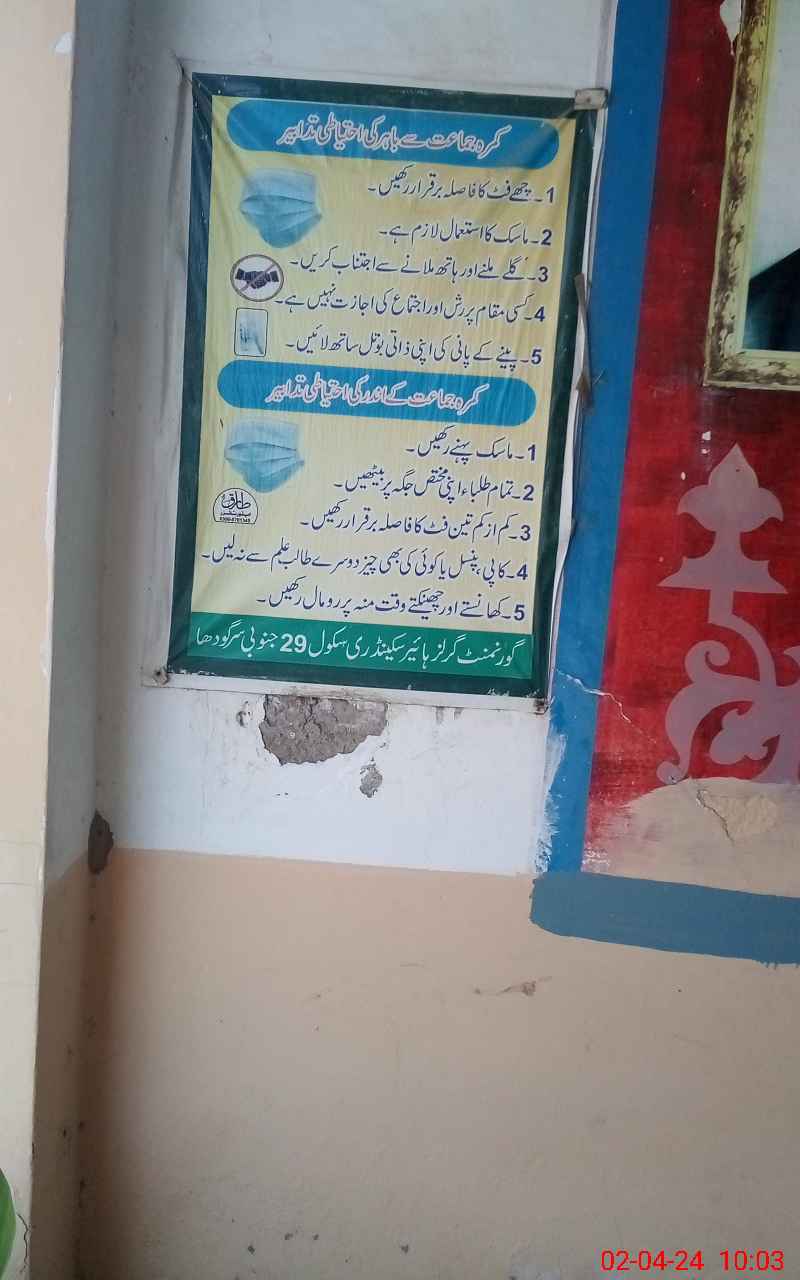 کمرہ جماعت سے باہر کی احتیاطی تدابیر
1۔ چھے فٹ کا فاصلہ برقرار رکھیں۔
2۔ ماسک کا استعمال لازم ہے۔
3۔ گلے ملنے اور ہاتھ ملانے سے اجتناب کریں۔
4۔ کسی مقام پر رش اور اجتماع کی اجازت نہیں ہے۔
5۔ پینے کے پانی کی اپنی ذاتی بوتل ساتھ لائیں۔
کمرہ جماعت کے اندر کی احتیاطی تدابیر
1۔ ماسک پہنے رکھیں۔
2۔ تمام طلباء اپنی مختص جگہ پر بیٹھیں۔
3۔ کم از کم تین فٹ کا فاصلہ برقرار رکھیں۔
4۔ کاپی پنسل یا کوئی کی بھی چیز دوسرے طالب علم سے نہ لیں۔
5۔ کھانستے اور چھینکتے وقت منہ پر رومال رکھیں۔
طارق
گورنمنٹ گرلز ہائیر سکینڈری سکول 29 جنوبی سرگودھا
02-04-24 10:03